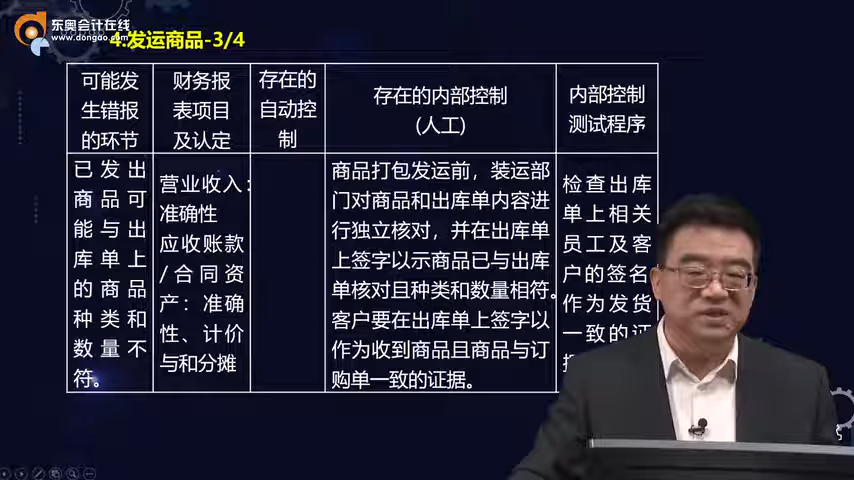 东奥会计在线
www.dongao.com
4.发运商品-3/4
可能发
生错报
的环节
财务报
表项目
及认定
存在的
自动控
制
存在的内部控制
(人工)
内部控制
测试程序
已发出
商品可
能与出
库单上
的商品
种类和
数量不
符。
营业收入：
准确性
应收账款
/合同资
产：准确
性、计价
与和分摊
商品打包发运前，装运部
门对商品和出库单内容进
行独立核对，并在出库单
上签字以示商品已与出库
单核对且种类和数量相符。
客户要在出库单上签字以
作为收到商品且商品与订
购单一致的证据。
检查出库
单上相关
员工及客
户的签名
作为发货
一致的证